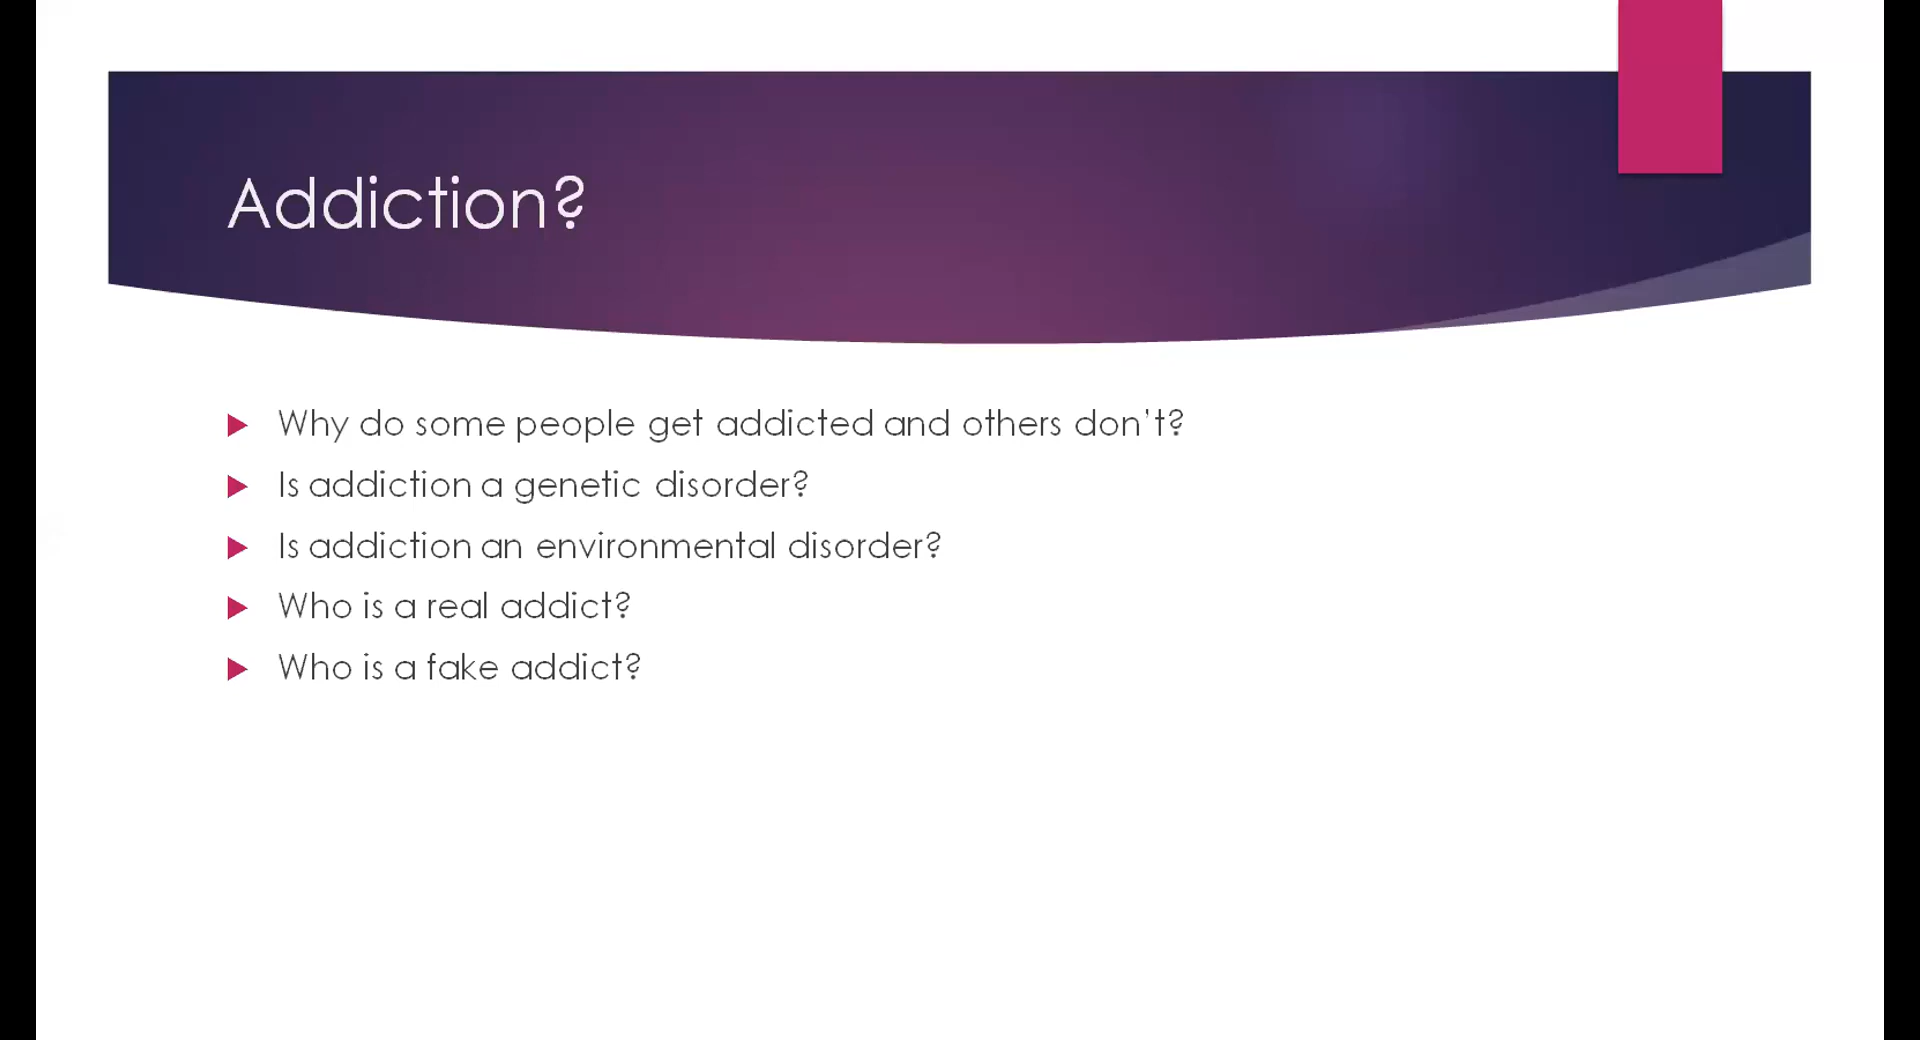 Addiction?
Why do some people get addicted and others don't?
Is addiction a genetic disorder?
Is addiction an environmental disorder?
Who is a real addict?
Who is a fake addict?